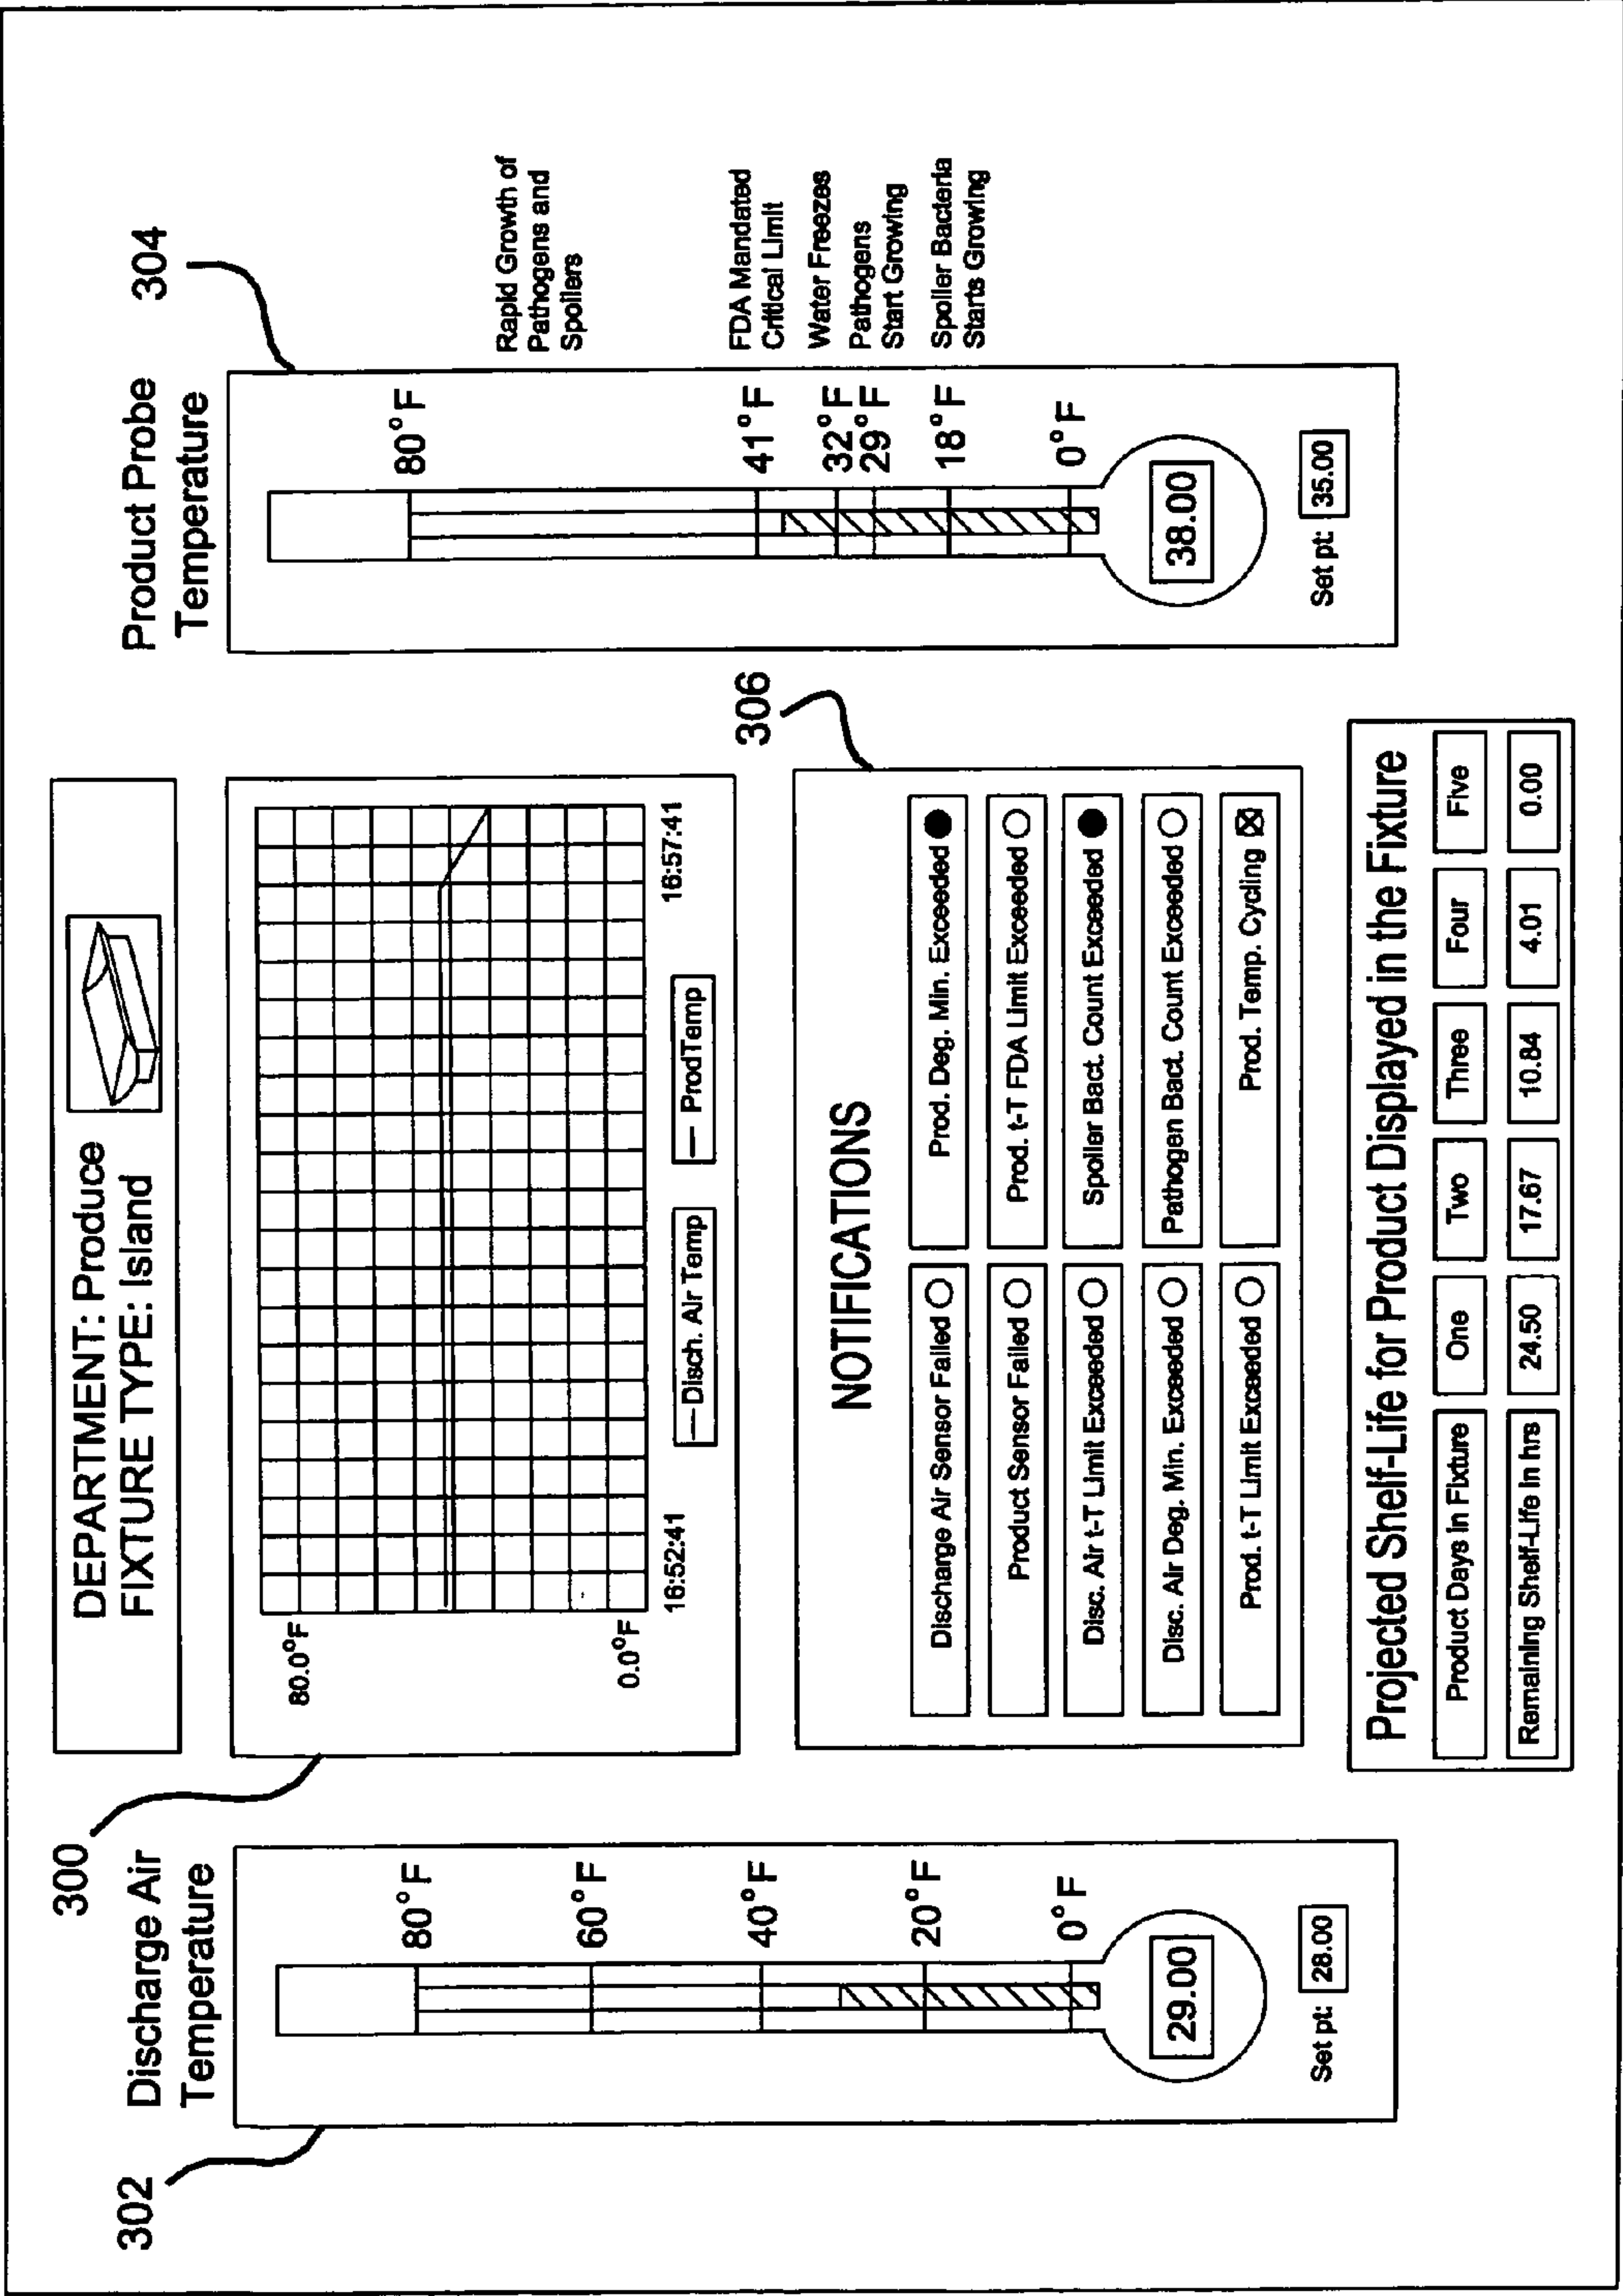 300
302
304
306
Discharge Air
Temperature
80°F
60°F
40°F
20°F
0°F
29.00
Set pt: 28.00
DEPARTMENT: Produce
FIXTURE TYPE: Island
80.0°F
0.0°F
16:52:41 16:57:41
Disch. Air Temp ProdTemp
NOTIFICATIONS
Discharge Air Sensor Failed Prod. Deg. Min. Exceeded
Product Sensor Failed Prod. t-T FDA Limit Exceeded
Disc. Air t-T Limit Exceeded Spoiler Bact. Count Exceeded
Disc. Air Deg. Min. Exceeded Pathogen Bact. Count Exceeded
Prod. t-T Limit Exceeded Prod. Temp. Cycling
Projected Shelf-Life for Product Displayed in the Fixture
Product Days in Fixture One Two Three Four Five
Remaining Shelf-Life in hrs 24.50 17.67 10.84 4.01 0.00
Product Probe
Temperature
80°F
41°F
32°F
29°F
18°F
0°F
38.00
Set pt: 35.00
Rapid Growth of
Pathogens and
Spoilers
FDA Mandated
Critical Limit
Water Freezes
Pathogens
Start Growing
Spoiler Bacteria
Starts Growing